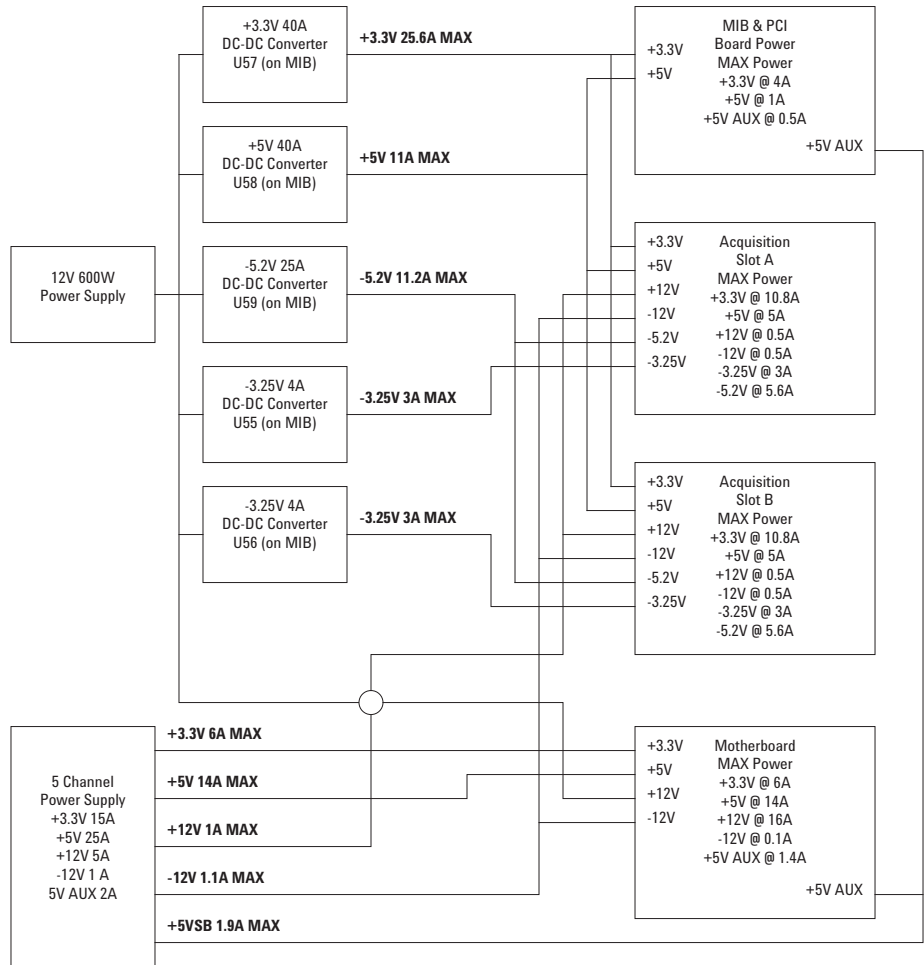 +3.3V 40A
DC-DC Converter
U57 (on MIB)
+3.3V 25.6A MAX
+5V 40A
DC-DC Converter
U58 (on MIB)
+5V 11A MAX
12V 600W
Power Supply
-5.2V 25A
DC-DC Converter
U59 (on MIB)
-5.2V 11.2A MAX
-3.25V 4A
DC-DC Converter
U55 (on MIB)
-3.25V 3A MAX
-3.25V 4A
DC-DC Converter
U56 (on MIB)
-3.25V 3A MAX
+3.3V
+5V
MIB & PCI
Board Power
MAX Power
+3.3V @ 4A
+5V @ 1A
+5V AUX @ 0.5A
+5V AUX
+3.3V
+5V
+12V
-12V
-5.2V
-3.25V
Acquisition
Slot A
MAX Power
+3.3V @ 10.8A
+5V @ 5A
+12V @ 0.5A
-12V @ 0.5A
-3.25V @ 3A
-5.2V @ 5.6A
+3.3V
+5V
+12V
-12V
-5.2V
-3.25V
Acquisition
Slot B
MAX Power
+3.3V @ 10.8A
+5V @ 5A
+12V @ 0.5A
-12V @ 0.5A
-3.25V @ 3A
-5.2V @ 5.6A
5 Channel
Power Supply
+3.3V 15A
+5V 25A
+12V 5A
-12V 1 A
5V AUX 2A
+3.3V 6A MAX
+5V 14A MAX
+12V 1A MAX
-12V 1.1A MAX
+5VSB 1.9A MAX
+3.3V
+5V
+12V
-12V
Motherboard
MAX Power
+3.3V @ 6A
+5V @ 14A
+12V @ 16A
-12V @ 0.1A
+5V AUX @ 1.4A
+5V AUX